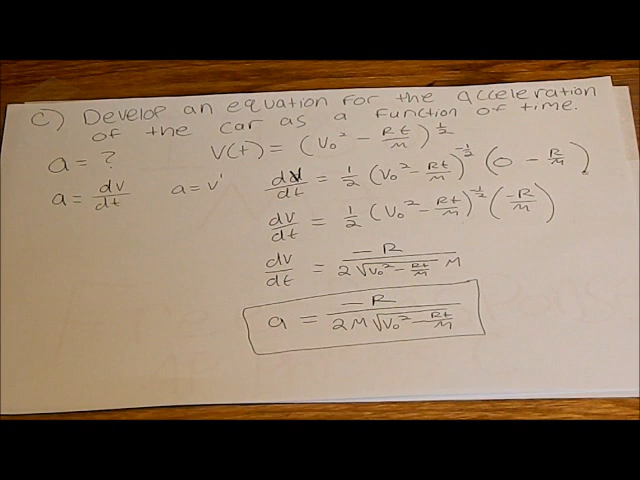 c) Develop an equation for the acceleration
of the car as a function of time.
a = ? V(t) = (V₀² - Rt/M)^½
a = dv/dt a = v' dv/dt = ½ (V₀² - Rt/M)^-½ (0 - R/M)
dv/dt = ½ (V₀² - Rt/M)^-½ (-R/M)
dv/dt = -R / 2√V₀² - Rt/M M
a = -R / 2M√V₀² - Rt/M